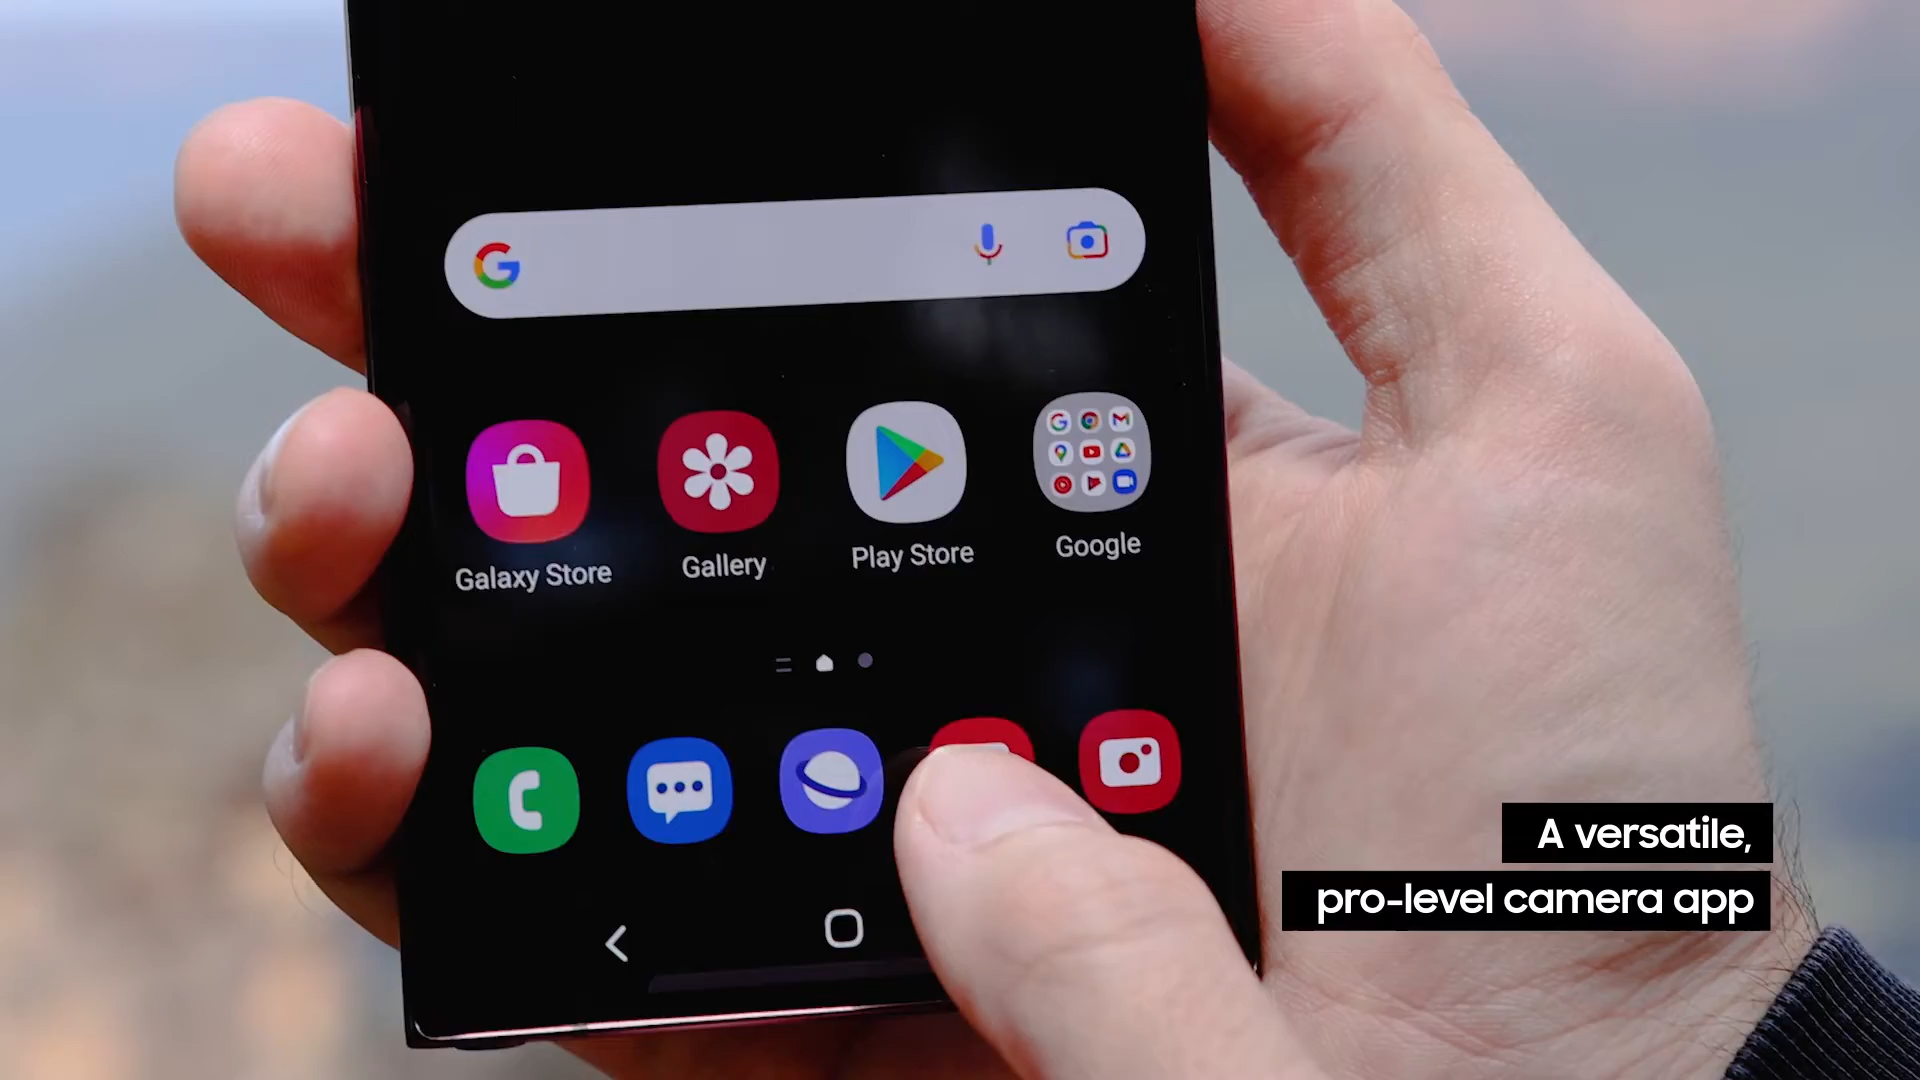 Galaxy Store
Gallery
Play Store
Google
A versatile,
pro-level camera app